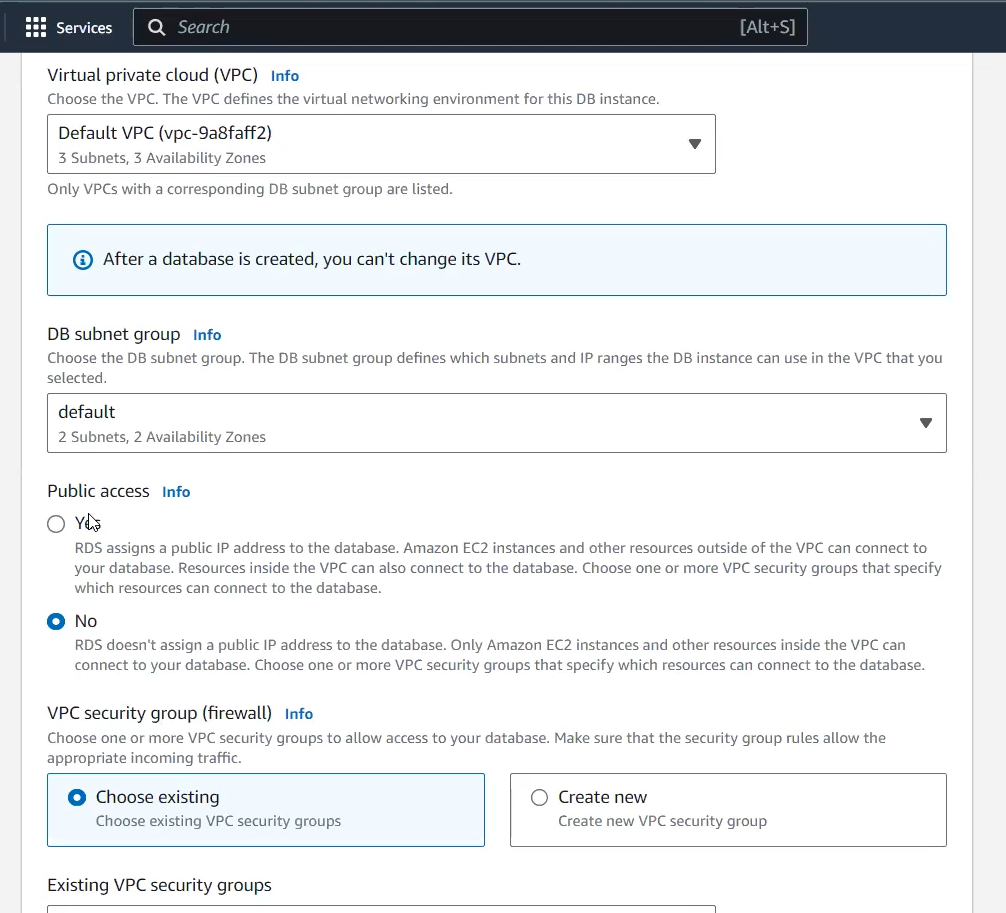 Services
Search [Alt+S]
Virtual private cloud (VPC) Info
Choose the VPC. The VPC defines the virtual networking environment for this DB instance.
Default VPC (vpc-9a8faff2)
3 Subnets, 3 Availability Zones
Only VPCs with a corresponding DB subnet group are listed.
After a database is created, you can't change its VPC.
DB subnet group Info
Choose the DB subnet group. The DB subnet group defines which subnets and IP ranges the DB instance can use in the VPC that you
selected.
default
2 Subnets, 2 Availability Zones
Public access Info
Yes
RDS assigns a public IP address to the database. Amazon EC2 instances and other resources outside of the VPC can connect to
your database. Resources inside the VPC can also connect to the database. Choose one or more VPC security groups that specify
which resources can connect to the database.
No
RDS doesn't assign a public IP address to the database. Only Amazon EC2 instances and other resources inside the VPC can
connect to your database. Choose one or more VPC security groups that specify which resources can connect to the database.
VPC security group (firewall) Info
Choose one or more VPC security groups to allow access to your database. Make sure that the security group rules allow the
appropriate incoming traffic.
Choose existing
Choose existing VPC security groups
Create new
Create new VPC security group
Existing VPC security groups